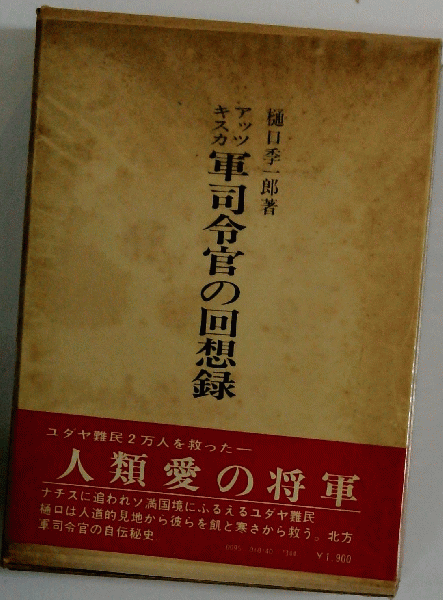 樋口季一郎著
アッツ
キスカ
軍司令官の回想録
ユダヤ難民2万人を救った―
人類愛の将軍
ナチスに追われソ満国境にふるえるユダヤ難民
樋口は人道的見地から彼らを飢と寒さから救う。北方
軍司令官の自伝秘史
¥1,900